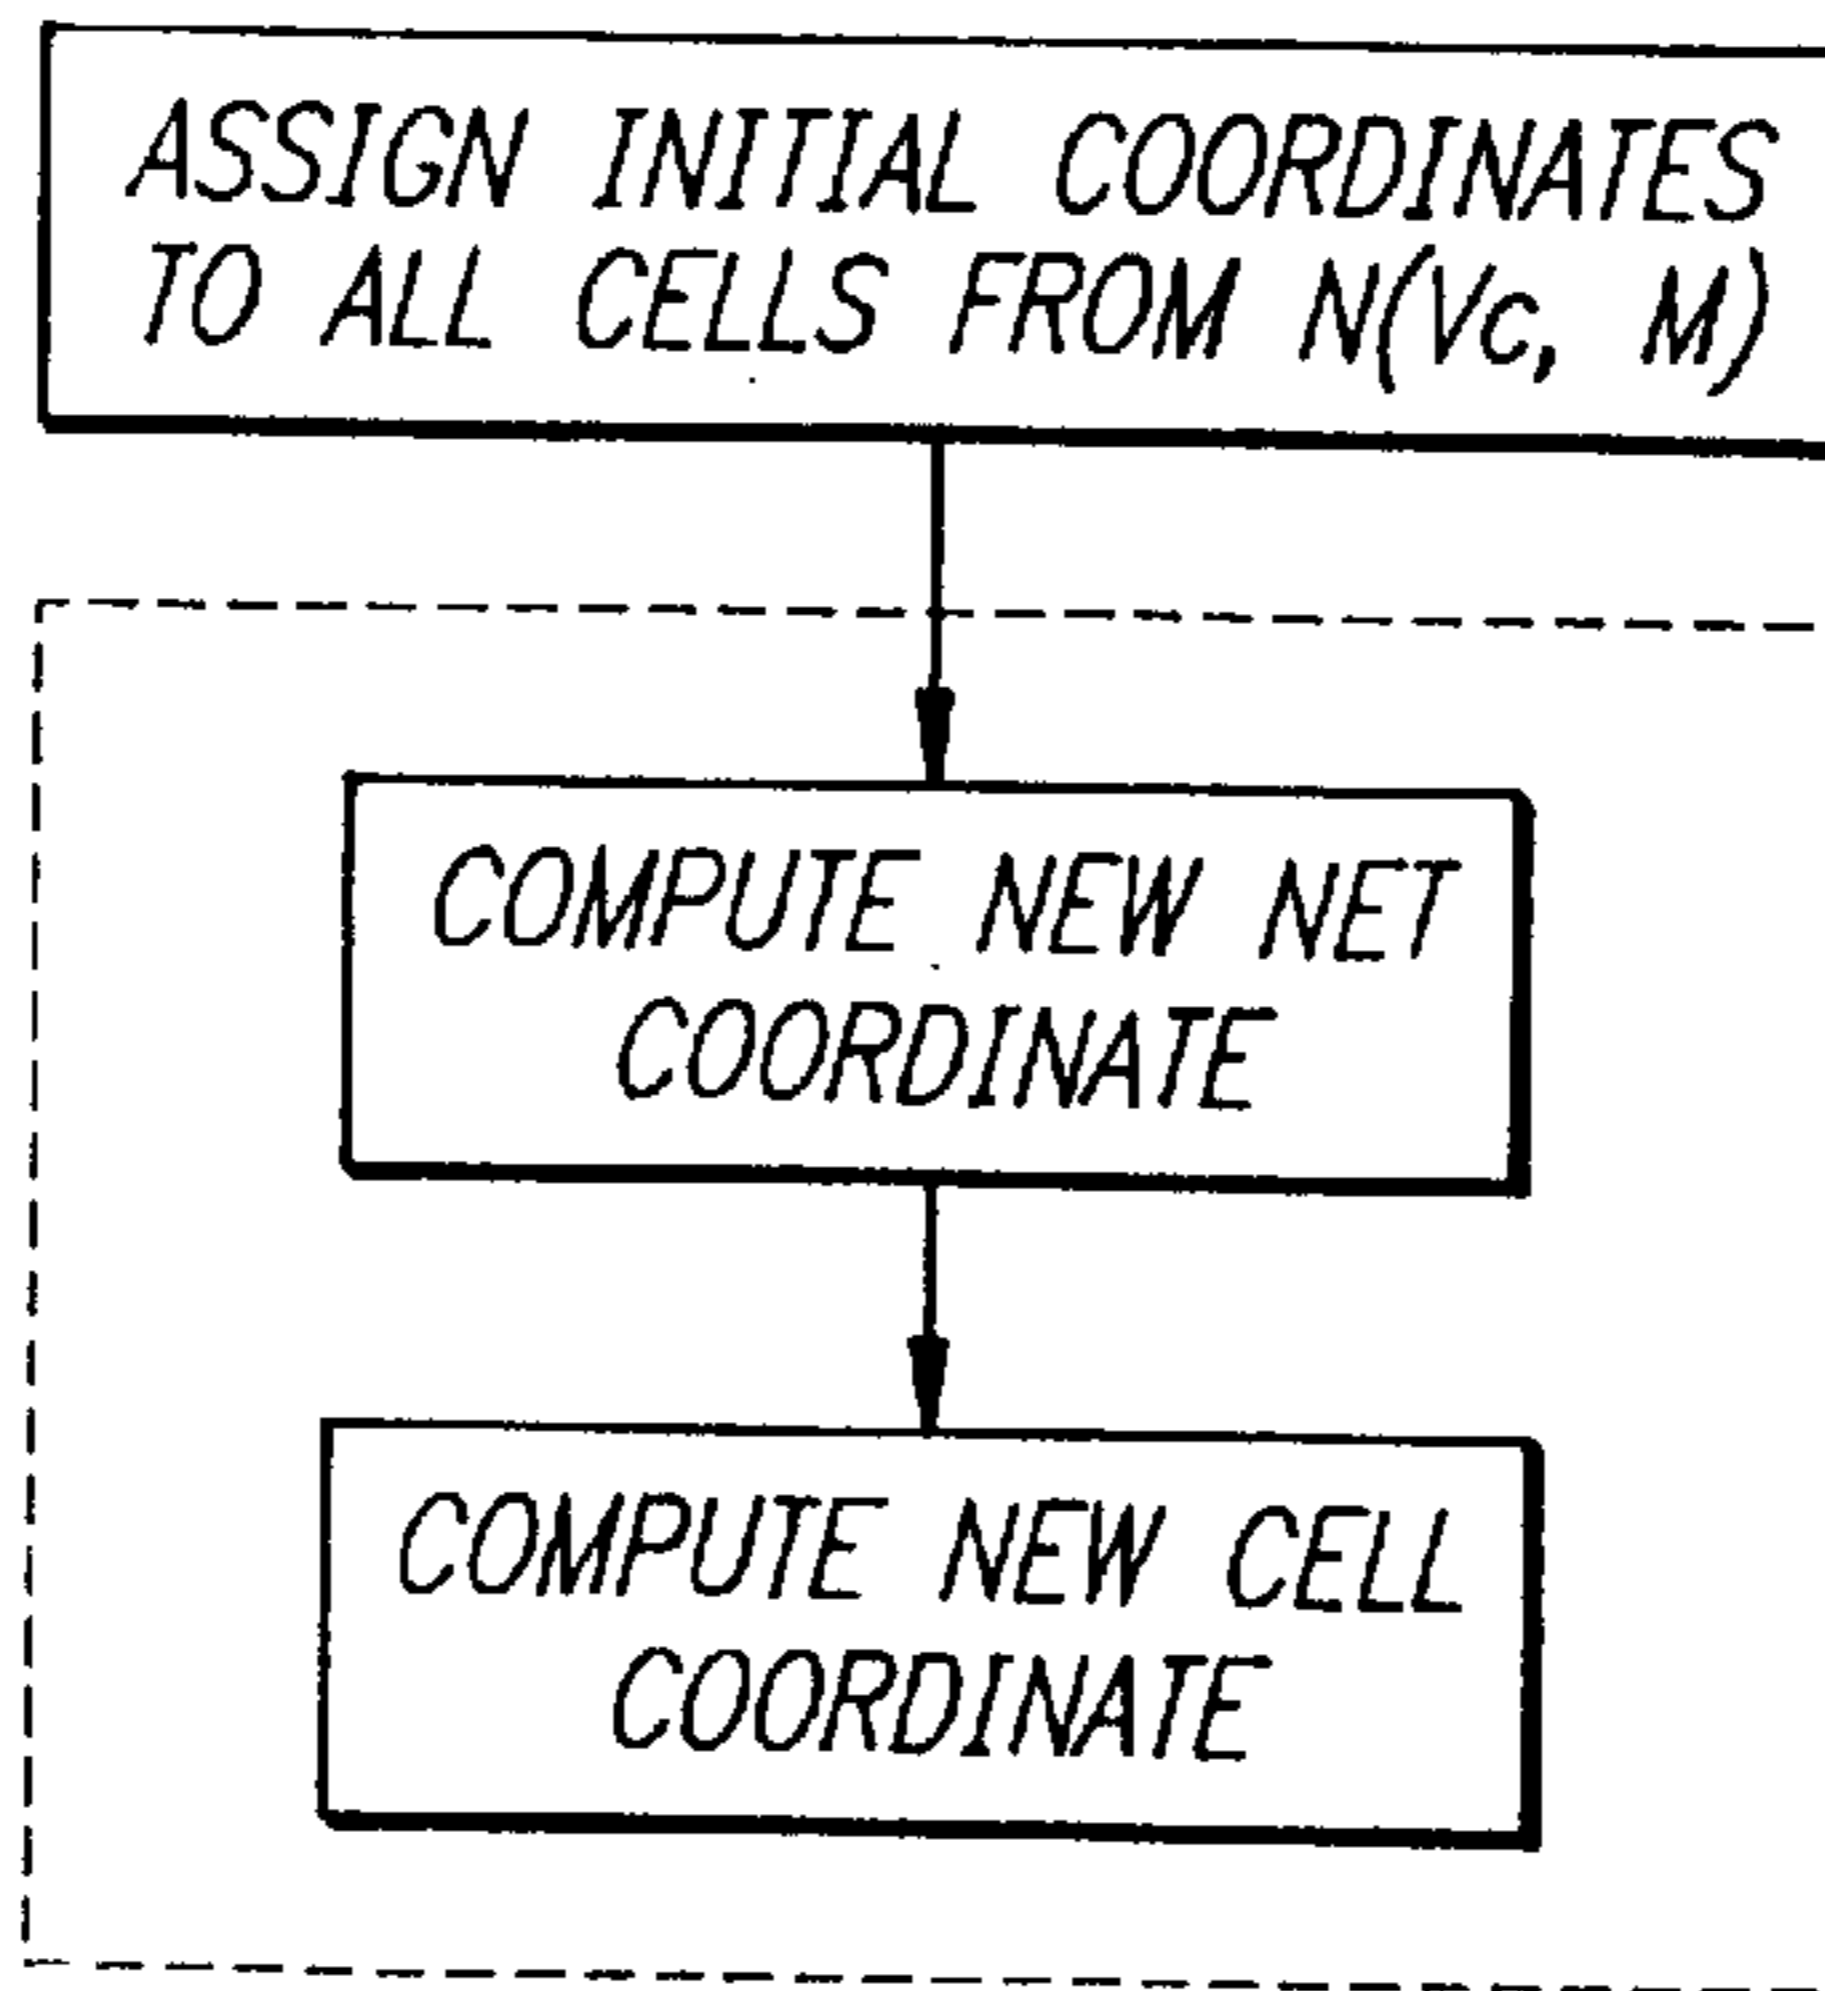 ASSIGN INITIAL COORDINATES
TO ALL CELLS FROM N(Vc, M)
COMPUTE NEW NET
COORDINATE
COMPUTE NEW CELL
COORDINATE